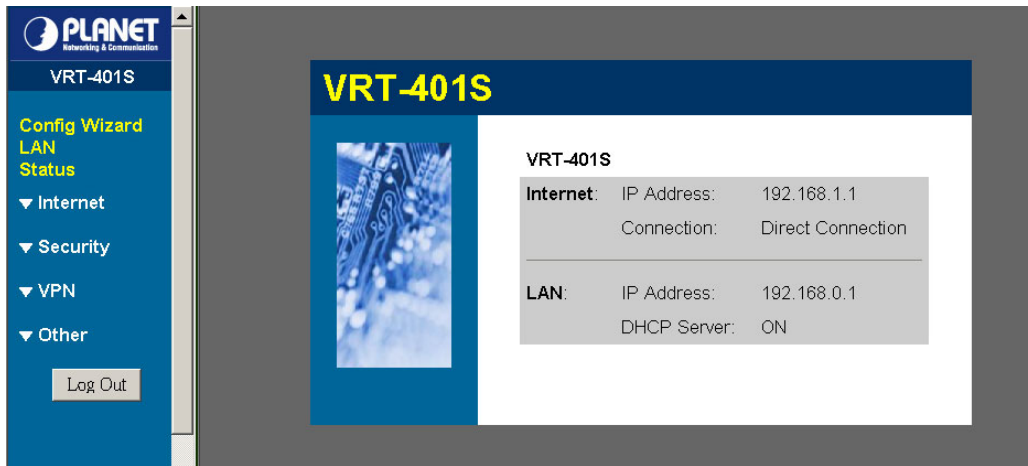 PLANET
Networking & Communication
VRT-401S
Config Wizard
LAN
Status
Internet
Security
VPN
Other
Log Out
VRT-401S
VRT-401S
Internet: IP Address: 192.168.1.1
Connection: Direct Connection
LAN: IP Address: 192.168.0.1
DHCP Server: ON